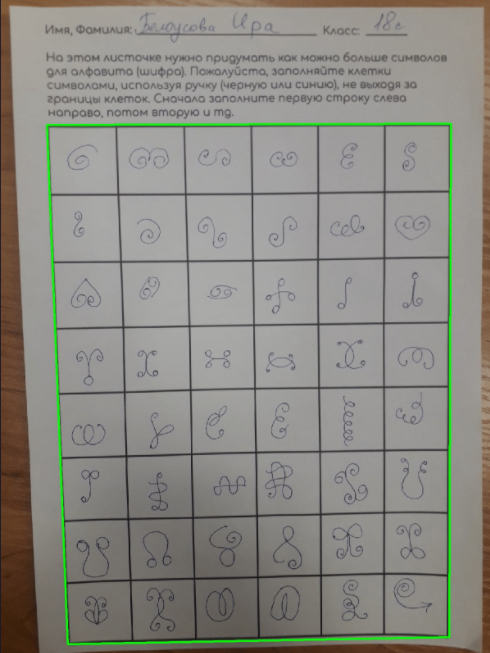 Имя, Фамилия: Белоусова Ира Класс: 18с
На этом листочке нужно придумать как можно больше символов
для алфавита (шифра). Пожалуйста, заполняйте клетки
символами, используя ручку (черную или синюю), не выходя за
границы клеток. Сначала заполните первую строку слева
направо, потом вторую и тд.